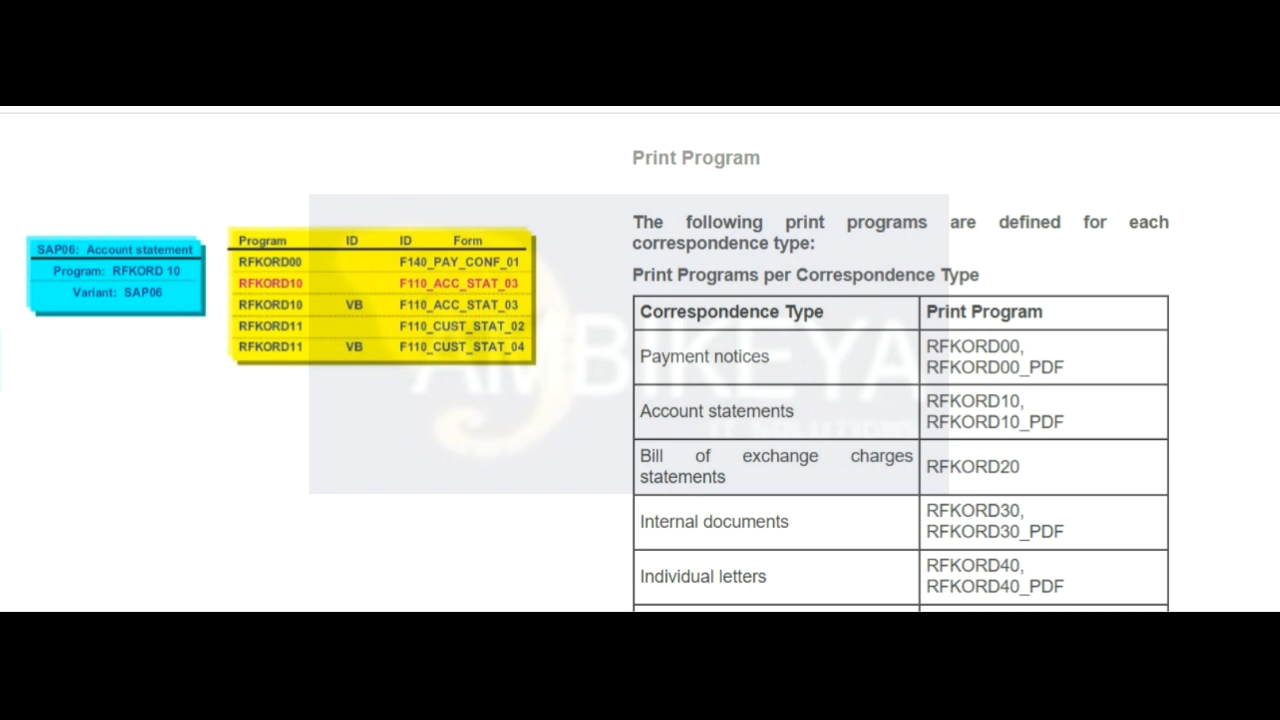 SAP06: Account statement
Program: RFKORD 10
Variant: SAP06
Program ID ID Form
RFKORD00 F140_PAY_CONF_01
RFKORD10 F110_ACC_STAT_03
RFKORD10 VB F110_ACC_STAT_03
RFKORD11 F110_CUST_STAT_02
RFKORD11 VB F110_CUST_STAT_04
AMBIKEYA
IT SOLUTIONS
Print Program
The following print programs are defined for each
correspondence type:
Print Programs per Correspondence Type
Correspondence Type Print Program
Payment notices RFKORD00,
RFKORD00_PDF
Account statements RFKORD10,
RFKORD10_PDF
Bill of exchange charges
statements RFKORD20
Internal documents RFKORD30,
RFKORD30_PDF
Individual letters RFKORD40,
RFKORD40_PDF